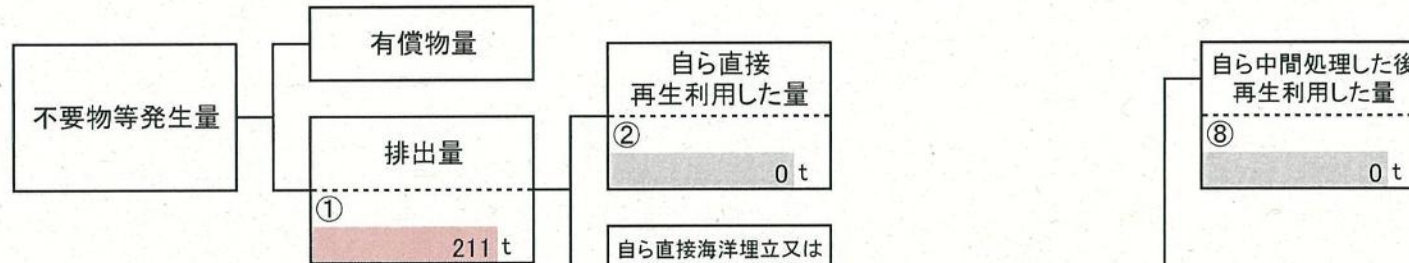 有償物量
不要物等発生量
排出量
①
211 t
自ら直接
再生利用した量
②
0 t
自ら直接海洋埋立又は
自ら中間処理した後
再生利用した量
⑧
0 t